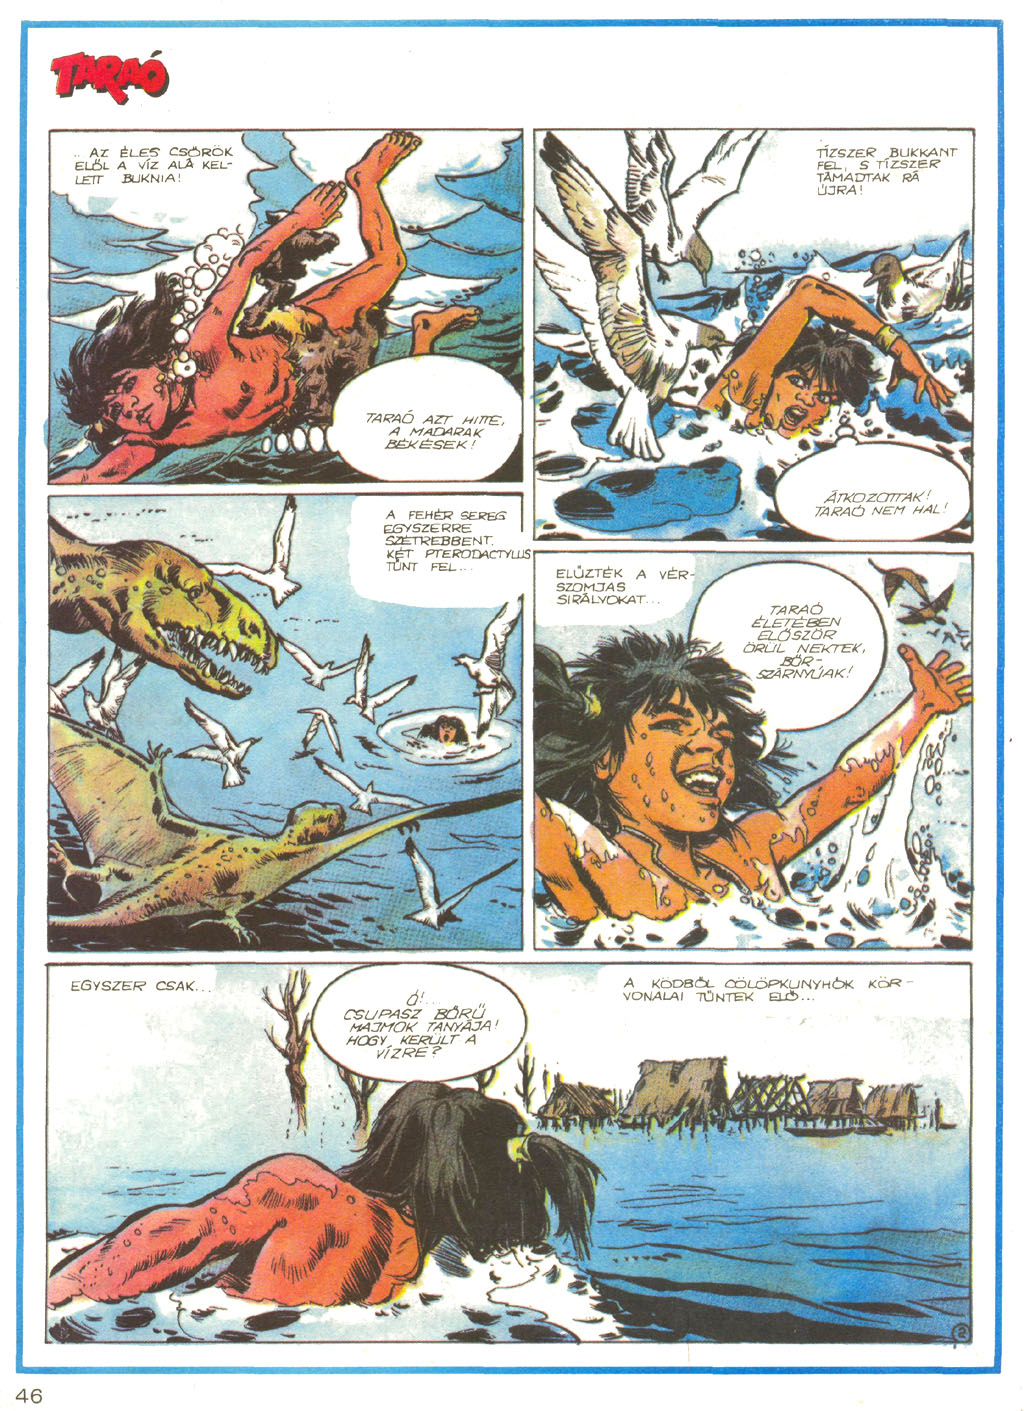 TARAÓ
.. AZ ÉLES CSŐRÖK
ELŐL A VÍZ ALÁ KEL-
LETT BUKNIA!
TARAÓ AZT HITTE,
A MADARAK
BÉKÉSEK!
TÍZSZER BUKKANT
FEL, S TÍZSZER
TÁMADTAK RÁ
ÚJRA!
ÁTKOZOTTAK!
TARAÓ NEM HAL!
A FEHÉR SEREG
EGYSZERRE
SZÉTREBBENT.
KÉT PTERODACTYLUS
TŰNT FEL...
ELŰZTÉK A VÉR-
SZOMJAS
SIRÁLYOKAT...
TARAÓ
ÉLETÉBEN
ELŐSZÖR
ÖRÜL NEKTEK,
BŐR-
SZÁRNYÚAK!
EGYSZER CSAK...
Ó!...
CSUPASZ BŐRŰ
MAJMOK TANYÁJA!
HOGY KERÜLT A
VÍZRE?
A KÖDBŐL CÖLÖPKUNYHÓK KÖR-
VONALAI TŰNTEK ELŐ...
2
46